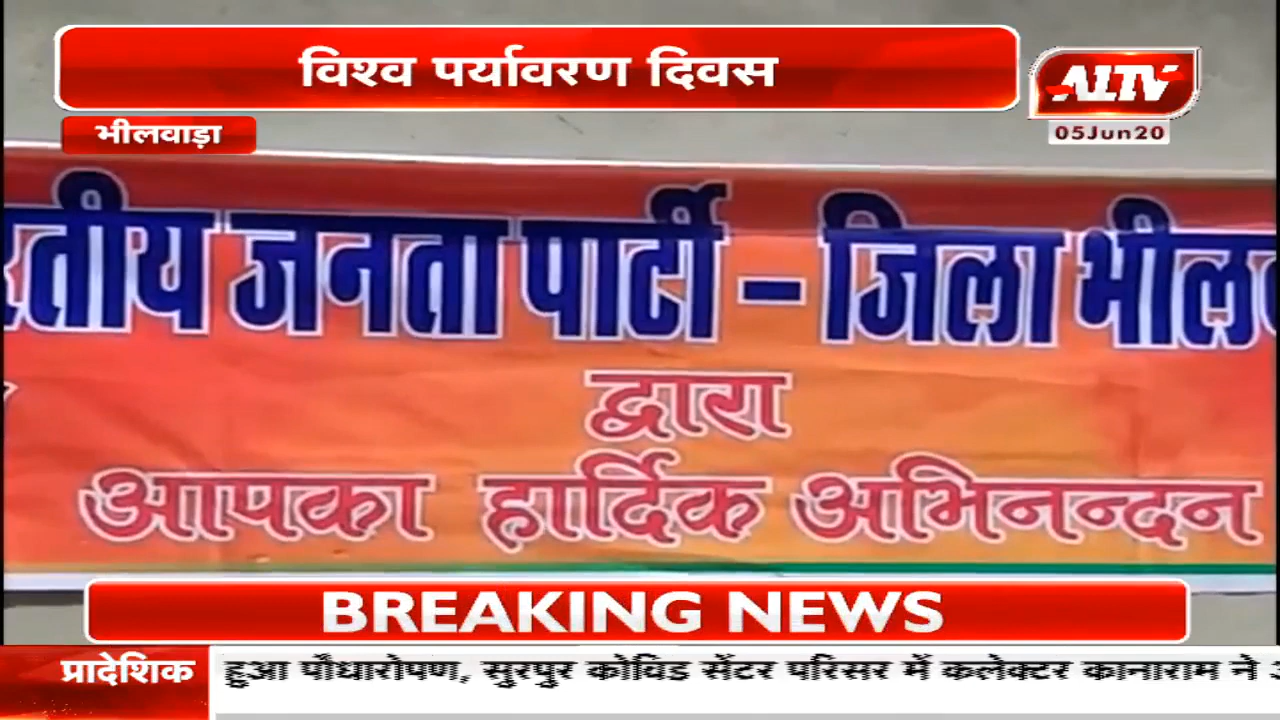 विश्व पर्यावरण दिवस
ALTV
05Jun20
भीलवाड़ा
रतीय जनता पार्टी – जिला भीलव
द्वारा
आपका हार्दिक अभिनन्दन
BREAKING NEWS
प्रादेशिक
हुआ पौधारोपण, सुरपुर कोविड सेंटर परिसर में कलेक्टर कानाराम ने